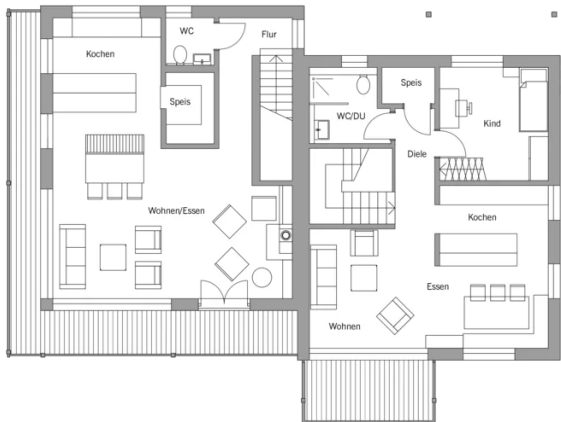 WC
Flur
Kochen
Speis
Speis
WC/DU
Kind
Diele
Wohnen/Essen
Kochen
Essen
Wohnen